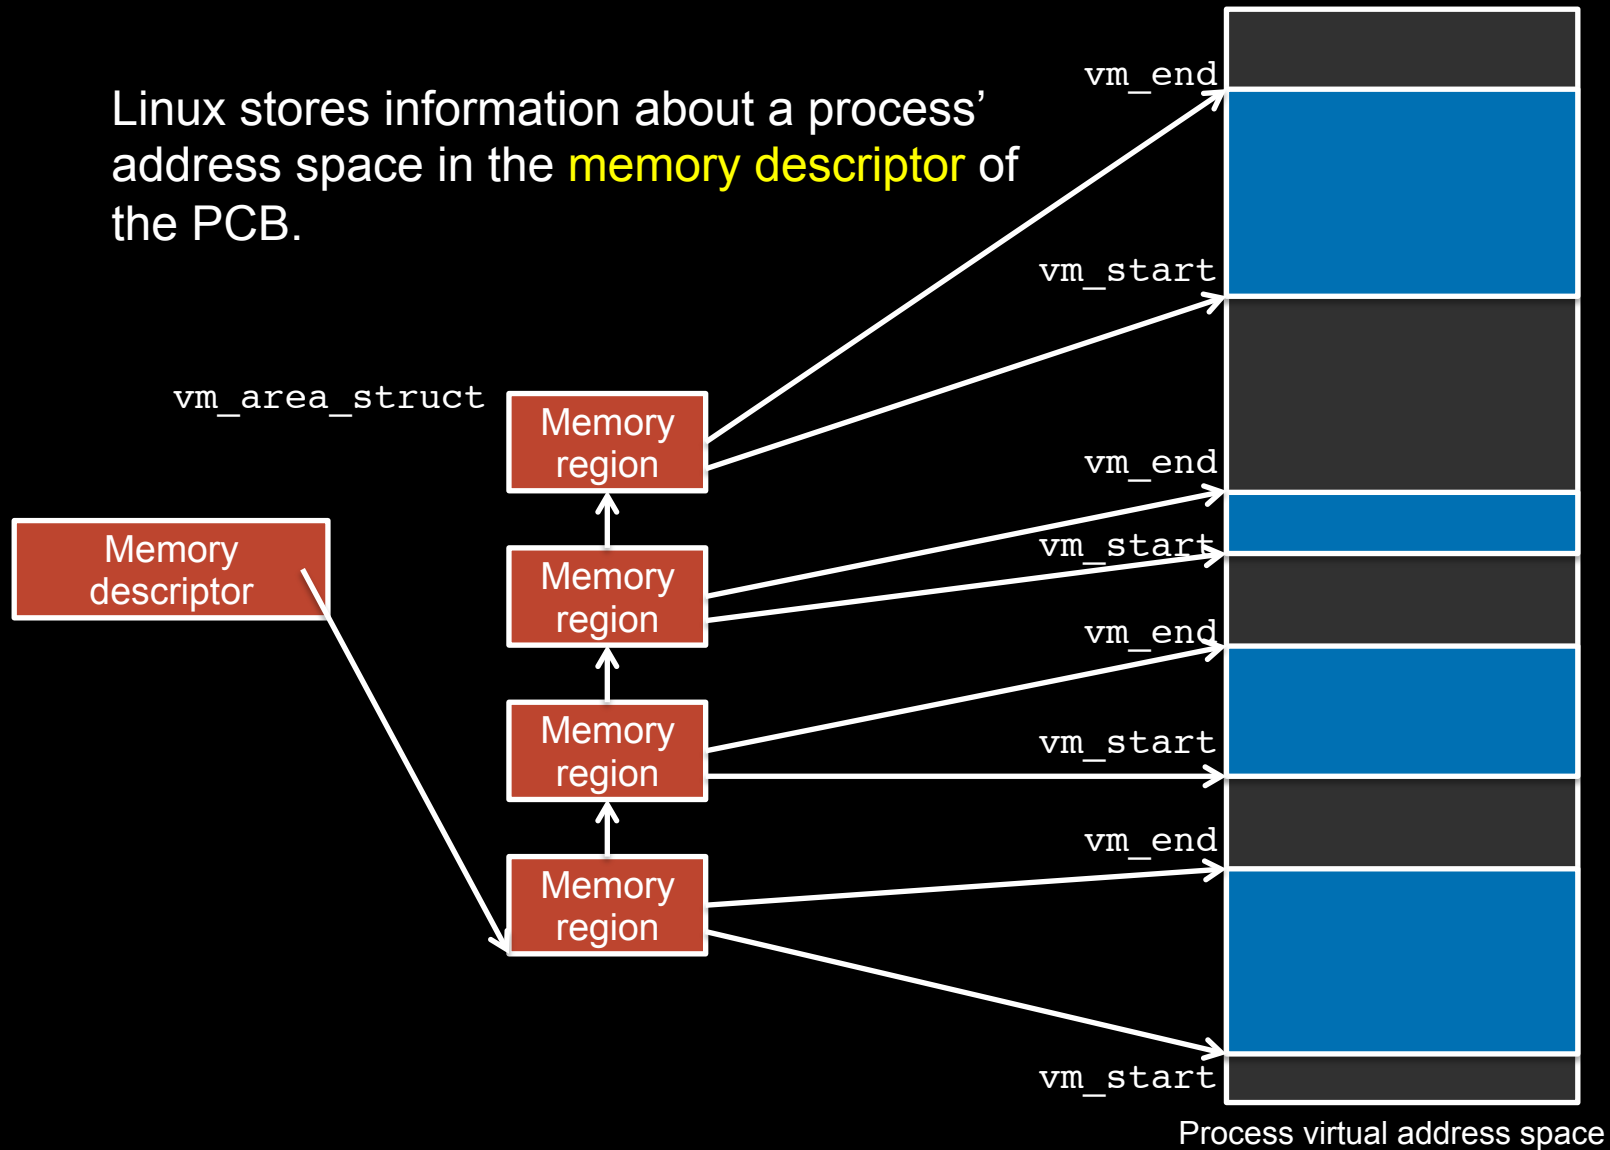 Linux stores information about a process’
address space in the memory descriptor of
the PCB.
vm_end
vm_start
vm_area_struct
Memory
region
vm_end
vm_start
Memory
descriptor
Memory
region
vm_end
vm_start
Memory
region
vm_end
Memory
region
vm_start
Process virtual address space